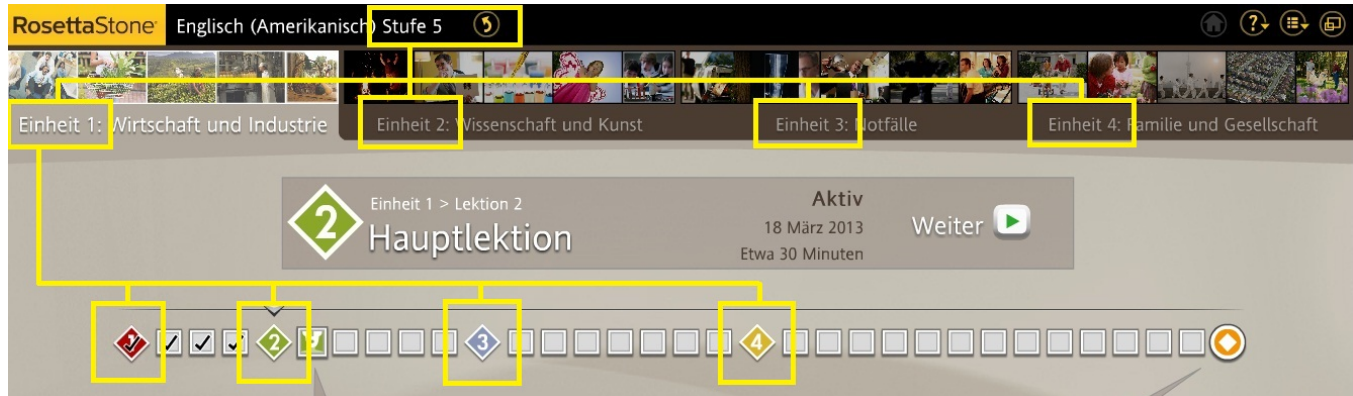 RosettaStone Englisch (Amerikanisch) Stufe 5
Einheit 1: Wirtschaft und Industrie Einheit 2: Wissenschaft und Kunst Einheit 3: Notfälle Einheit 4: Familie und Gesellschaft
2
Einheit 1 > Lektion 2
Hauptlektion
Aktiv
18 März 2013
Etwa 30 Minuten
Weiter
1 2 3 4